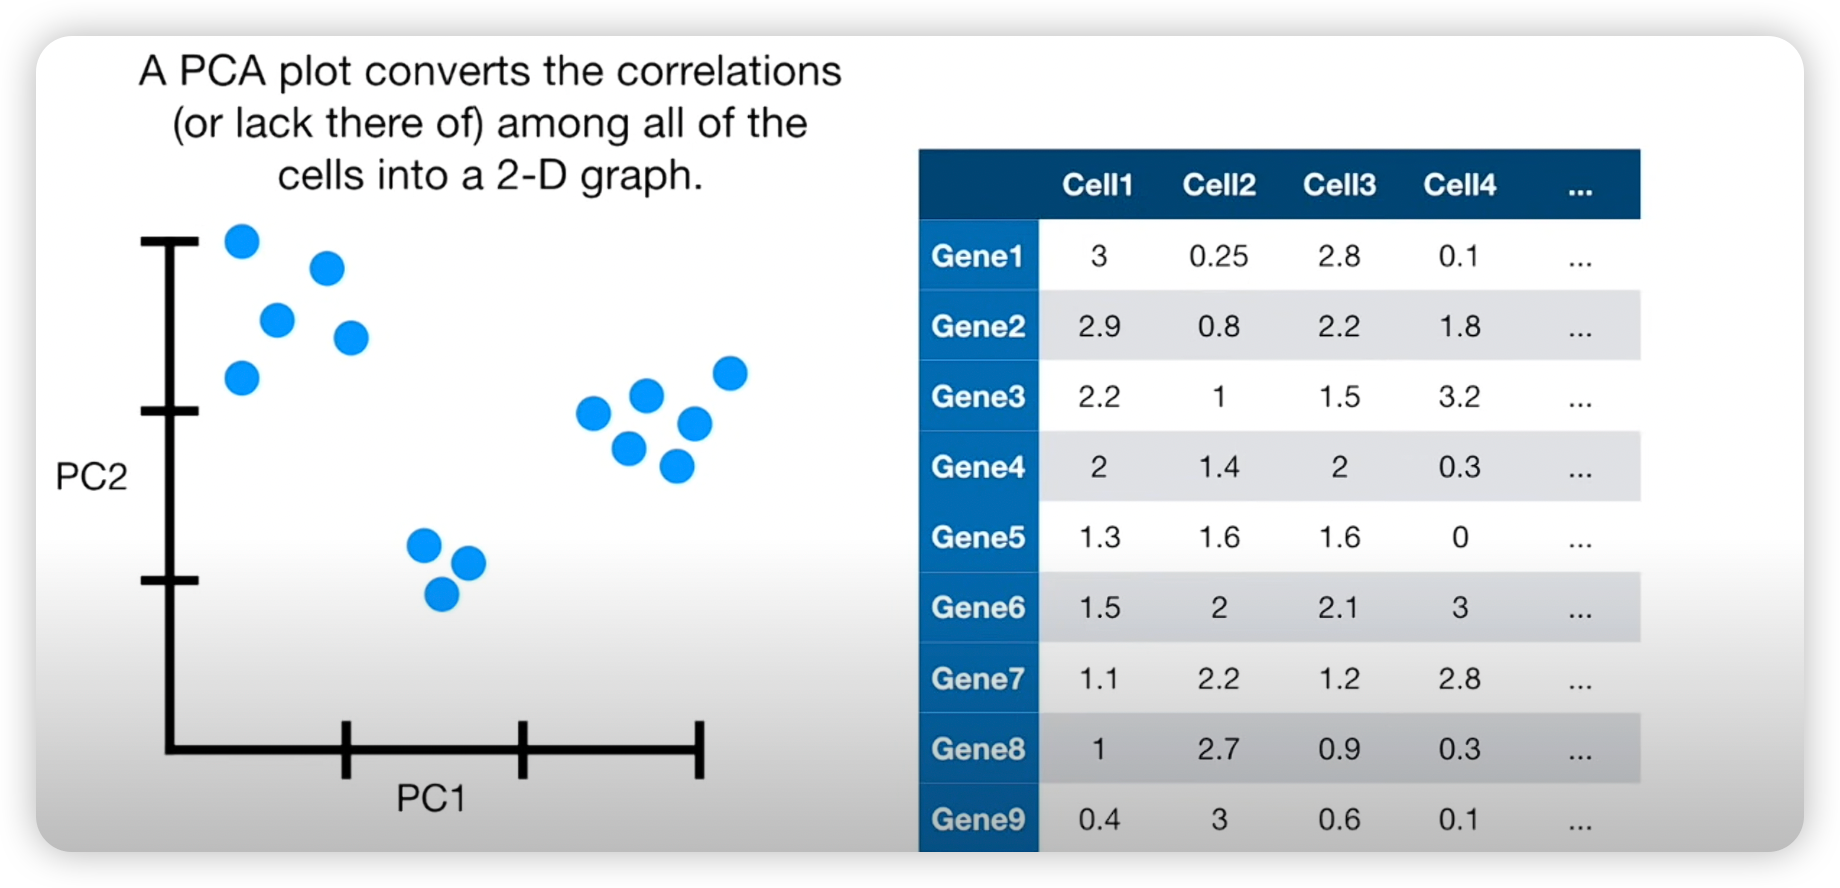 A PCA plot converts the correlations
(or lack there of) among all of the
cells into a 2-D graph.
PC2
PC1
Cell1 Cell2 Cell3 Cell4 ...
Gene1 3 0.25 2.8 0.1 ...
Gene2 2.9 0.8 2.2 1.8 ...
Gene3 2.2 1 1.5 3.2 ...
Gene4 2 1.4 2 0.3 ...
Gene5 1.3 1.6 1.6 0 ...
Gene6 1.5 2 2.1 3 ...
Gene7 1.1 2.2 1.2 2.8 ...
Gene8 1 2.7 0.9 0.3 ...
Gene9 0.4 3 0.6 0.1 ...